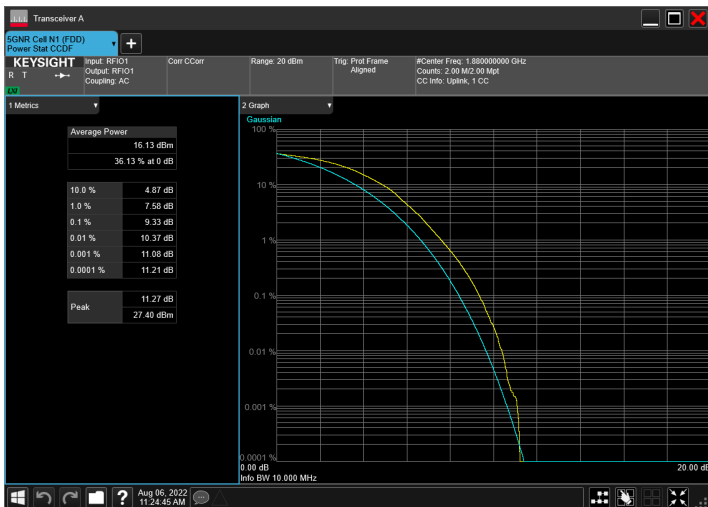 Transceiver A
5GNR Cell N1 (FDD)
Power Stat CCDF
KEYSIGHT
R T
LXI
Input: RFIO1
Output: RFIO1
Coupling: AC
Corr CCorr
Range: 20 dBm
Trig: Prot Frame
Aligned
#Center Freq: 1.880000000 GHz
Counts: 2.00 M/2.00 Mpt
CC Info: Uplink, 1 CC
1 Metrics
Average Power
16.13 dBm
36.13 % at 0 dB
10.0 % 4.87 dB
1.0 % 7.58 dB
0.1 % 9.33 dB
0.01 % 10.37 dB
0.001 % 11.08 dB
0.0001 % 11.21 dB
Peak
11.27 dB
27.40 dBm
2 Graph
Gaussian
100 %
10 %
1 %
0.1 %
0.01 %
0.001 %
0.0001 %
0.00 dB
20.00 dB
Info BW 10.000 MHz
Aug 06, 2022
11:24:45 AM